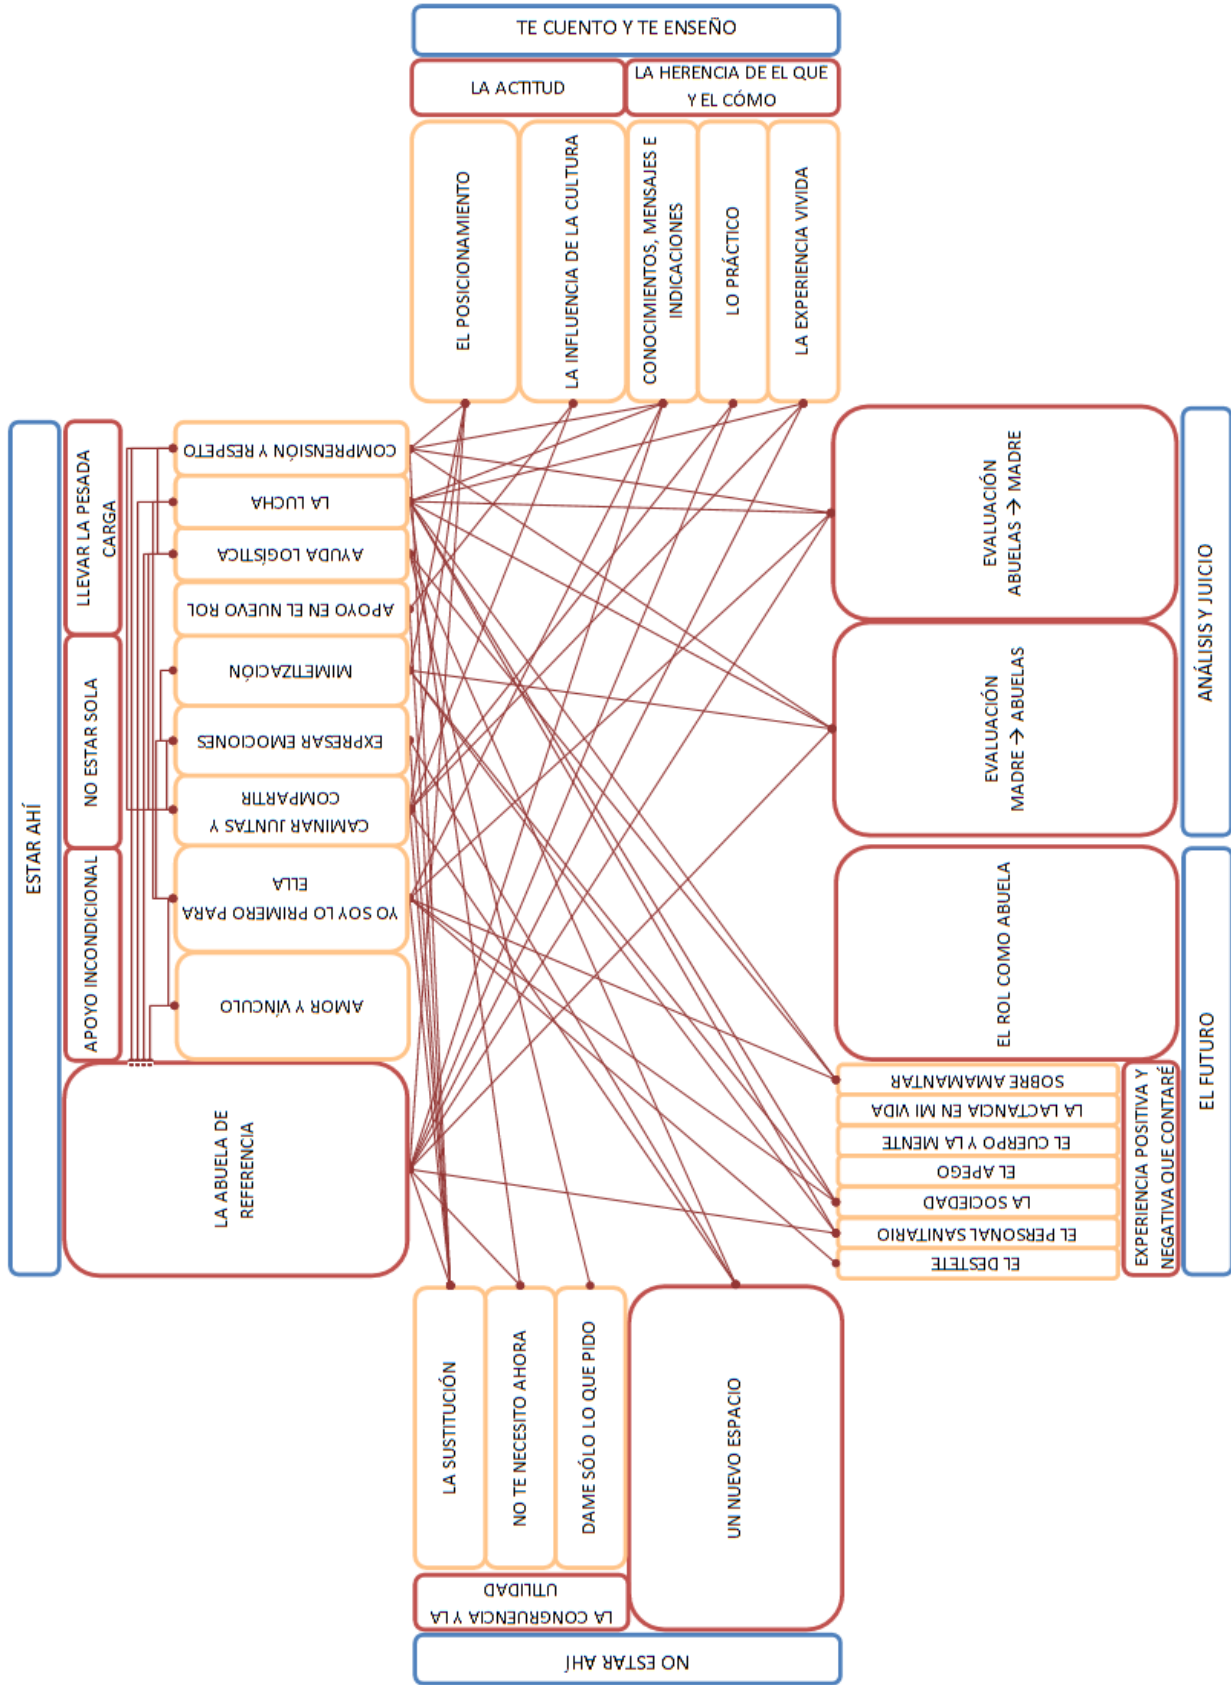 TE CUENTO Y TE ENSEÑO
LA ACTITUD
LA HERENCIA DE EL QUE
Y EL CÓMO
EL POSICIONAMIENTO
LA INFLUENCIA DE LA CULTURA
CONOCIMIENTOS, MENSAJES E
INDICACIONES
LO PRÁCTICO
LA EXPERIENCIA VIVIDA
ESTAR AHÍ
LLEVAR LA PESADA
CARGA
NO ESTAR SOLA
APOYO INCONDICIONAL
COMPRENSIÓN Y RESPETO
LA LUCHA
AYUDA LOGÍSTICA
APOYO EN EL NUEVO ROL
MIMETIZACIÓN
EXPRESAR EMOCIONES
CAMINAR JUNTAS Y
COMPARTIR
YO SOY LO PRIMERO PARA
ELLA
AMOR Y VÍNCULO
LA ABUELA DE
REFERENCIA
EVALUACIÓN
ABUELAS → MADRE
EVALUACIÓN
MADRE → ABUELAS
ANÁLISIS Y JUICIO
EL ROL COMO ABUELA
SOBRE AMAMANTAR
LA LACTANCIA EN MI VIDA
EL CUERPO Y LA MENTE
EL APEGO
LA SOCIEDAD
EL PERSONAL SANITARIO
EL DESTETE
EXPERIENCIA POSITIVA Y
NEGATIVA QUE CONTARÉ
EL FUTURO
LA SUSTITUCIÓN
NO TE NECESITO AHORA
DAME SÓLO LO QUE PIDO
UN NUEVO ESPACIO
LA CONGRUENCIA Y LA
UTILIDAD
NO ESTAR AHÍ